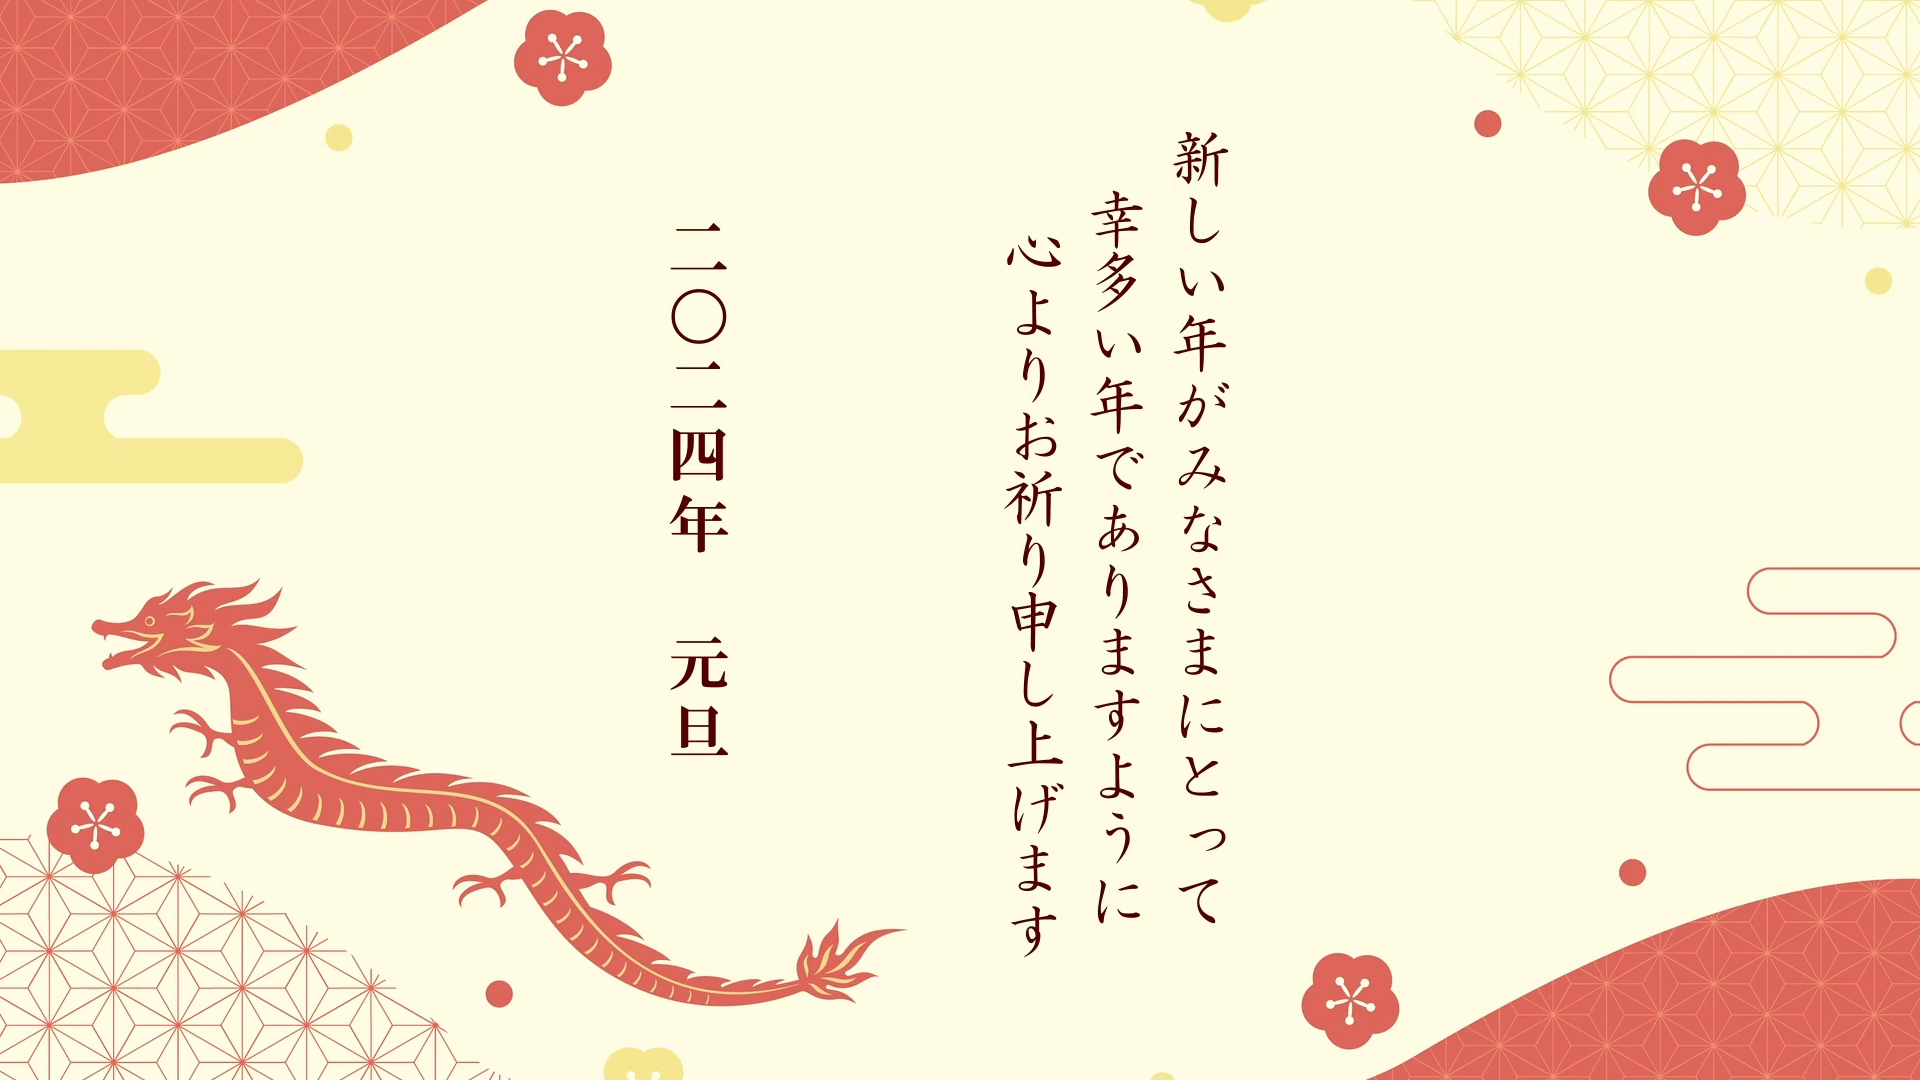 新しい年がみなさまにとって
幸多い年でありますように
心よりお祈り申し上げます
二〇二四年　元旦